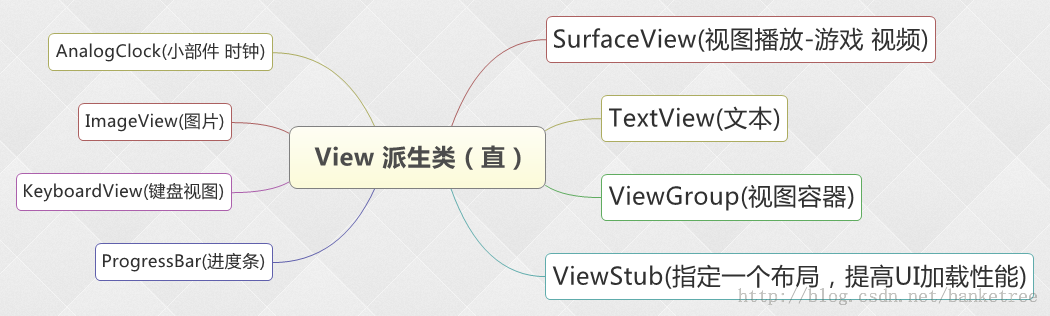 AnalogClock(小部件 时钟)
ImageView(图片)
KeyboardView(键盘视图)
ProgressBar(进度条)
View 派生类（直）
SurfaceView(视图播放-游戏 视频)
TextView(文本)
ViewGroup(视图容器)
ViewStub(指定一个布局，提高UI加载性能)
http://blog.csdn.net/banketree